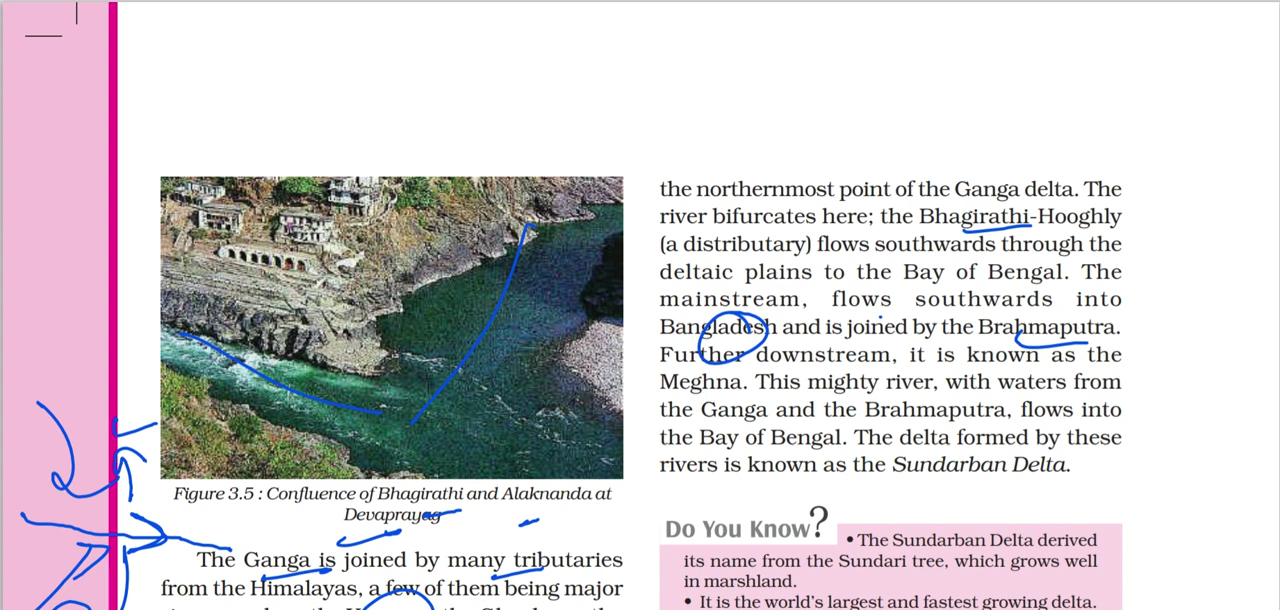 Figure 3.5 : Confluence of Bhagirathi and Alaknanda at
Devaprayag
The Ganga is joined by many tributaries
from the Himalayas, a few of them being major
the northernmost point of the Ganga delta. The
river bifurcates here; the Bhagirathi-Hooghly
(a distributary) flows southwards through the
deltaic plains to the Bay of Bengal. The
mainstream, flows southwards into
Bangladesh and is joined by the Brahmaputra.
Further downstream, it is known as the
Meghna. This mighty river, with waters from
the Ganga and the Brahmaputra, flows into
the Bay of Bengal. The delta formed by these
rivers is known as the Sundarban Delta.
Do You Know?
• The Sundarban Delta derived
its name from the Sundari tree, which grows well
in marshland.
• It is the world's largest and fastest growing delta.